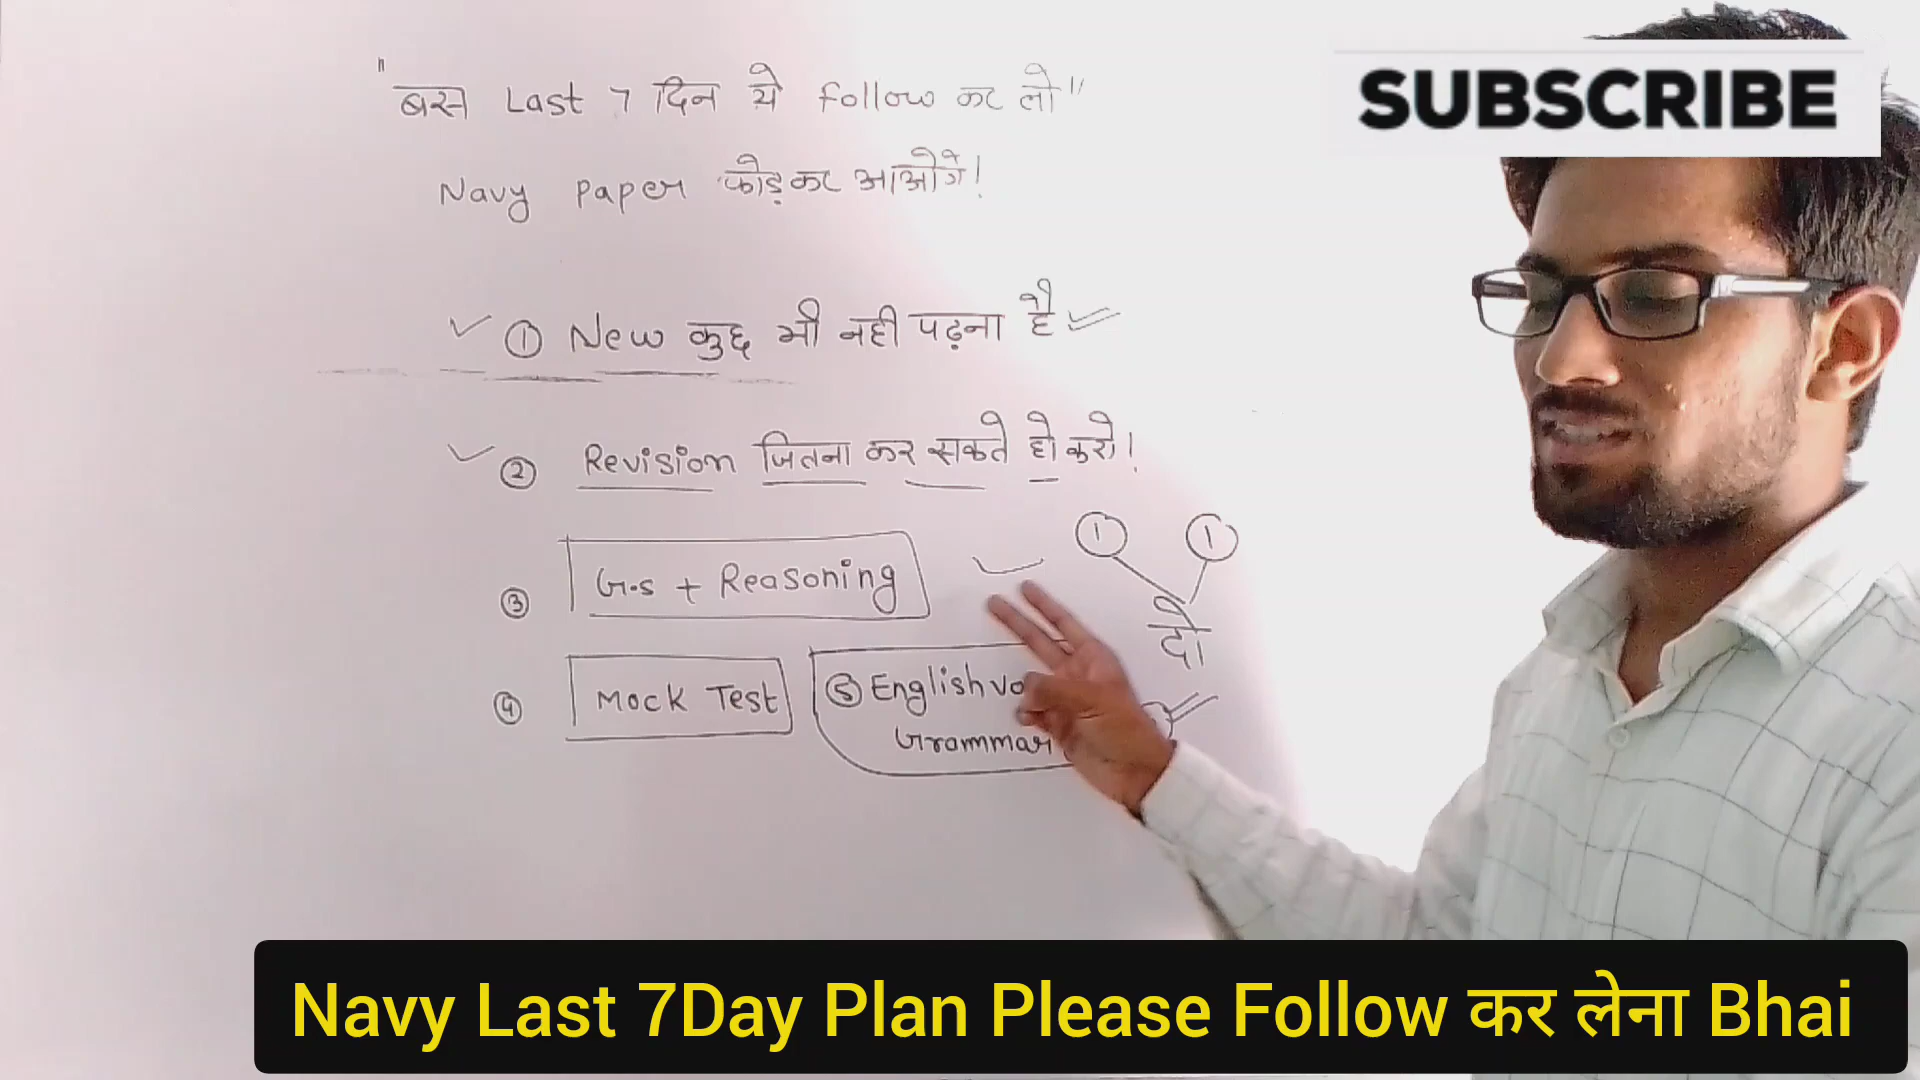 SUBSCRIBE
"बस Last 7 दिन ये follow कर लो"
Navy Paper फोड़ कर आओगे!
① New कुछ भी नही पढ़ना है
② Revision जितना कर सकते हो करो!
③ G.S + Reasoning
1 1
दो
④ Mock Test
⑤ English
Grammar
Navy Last 7Day Plan Please Follow कर लेना Bhai